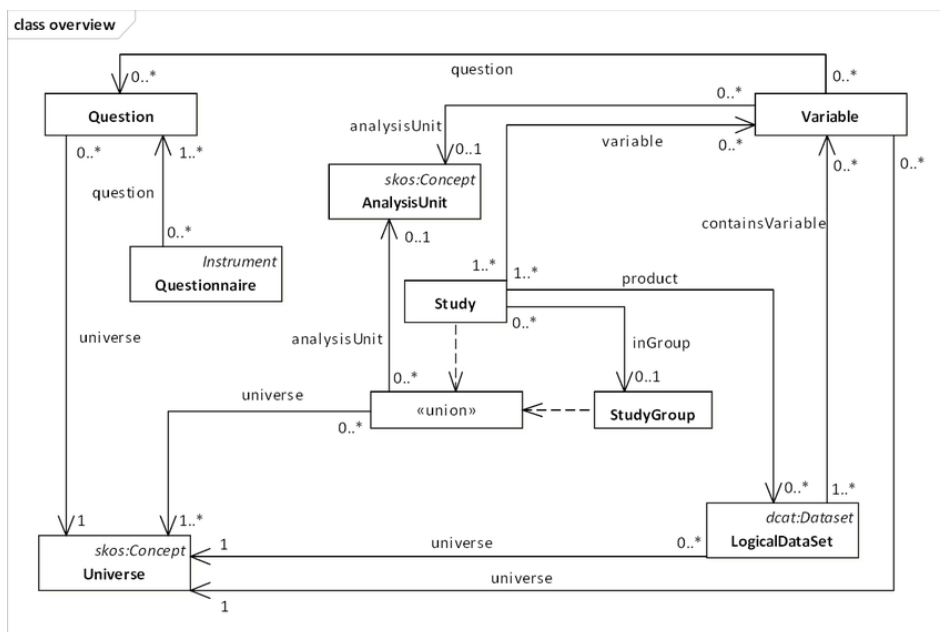 class overview
question
0..*
0..*
Question
0..*
Variable
analysisUnit
variable
0..*
1..*
0..1
0..*
0..*
0..*
skos:Concept
AnalysisUnit
question
containsVariable
0..*
0..1
Instrument
Questionnaire
1..*
1..*
product
Study
0..*
universe
analysisUnit
inGroup
0..*
0..1
universe
«union»
0..*
StudyGroup
0..*
1..*
1
1..*
dcat:Dataset
skos:Concept
1
universe
0..*
LogicalDataSet
Universe
universe
1